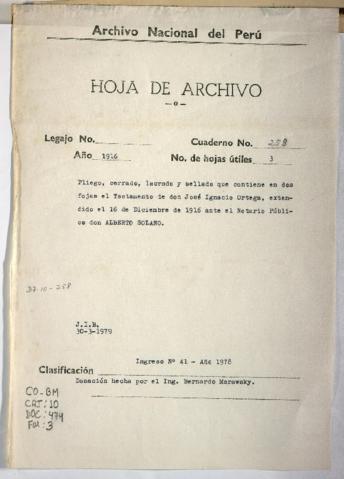 Archivo Nacional del Perú
HOJA DE ARCHIVO
—o—
Legajo No. Cuaderno No. 258
Año 1916 No. de hojas útiles 3
Pliego, cerrado, lacrado y sellado que contiene en dos
fojas el Testamento de don José Ignacio Ortega, exten-
dido el 16 de Diciembre de 1916 ante el Notario Públi-
co don ALBERTO SOLANO.
D7-10-258
J.I.B.
30-3-1979
Ingreso Nº 41 - Año 1978
Clasificación
Donación hecha por el Ing. Bernardo Marawsky.
CO-BM
CAT: 10
DOC: 474
Fol: 3